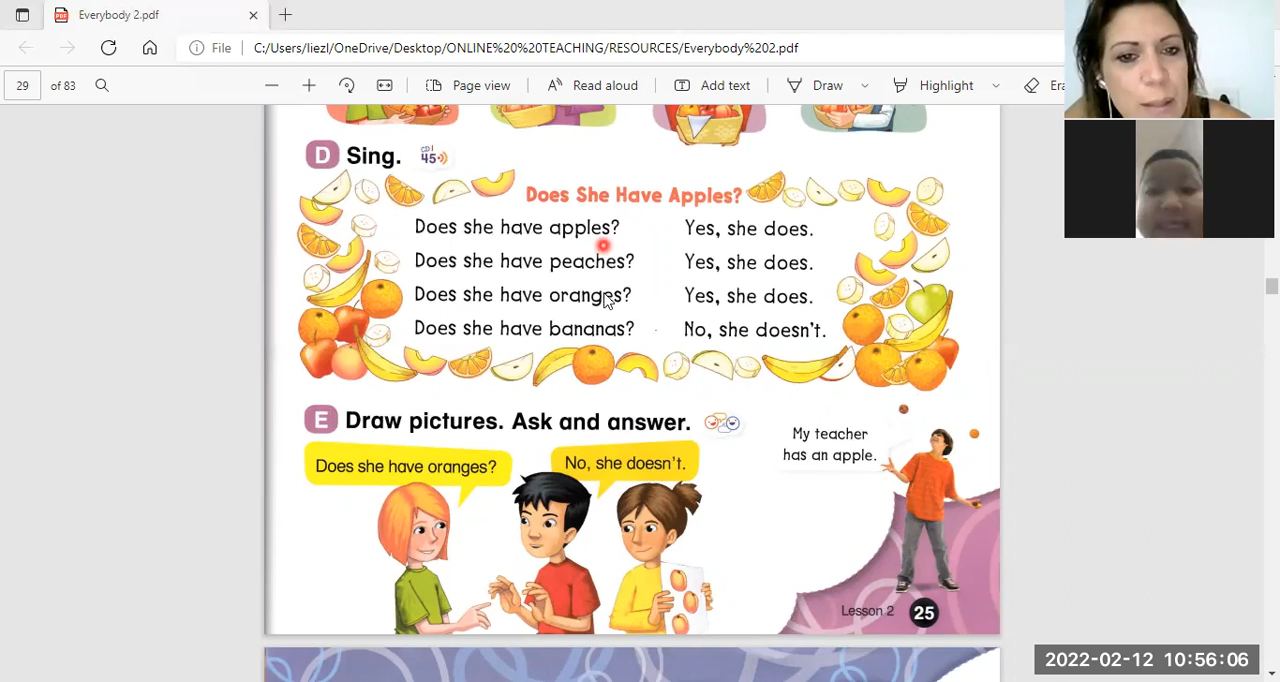 Everybody 2.pdf
File
C:/Users/liezl/OneDrive/Desktop/ONLINE%20%20TEACHING/RESOURCES/Everybody%202.pdf
29 of 83
Page view
Read aloud
Add text
Draw
Highlight
Era
D Sing. CD1 45
Does She Have Apples?
Does she have apples? Yes, she does.
Does she have peaches? Yes, she does.
Does she have oranges? Yes, she does.
Does she have bananas? No, she doesn't.
E Draw pictures. Ask and answer.
My teacher
has an apple.
Does she have oranges?
No, she doesn't.
Lesson 2 25
2022-02-12 10:56:06